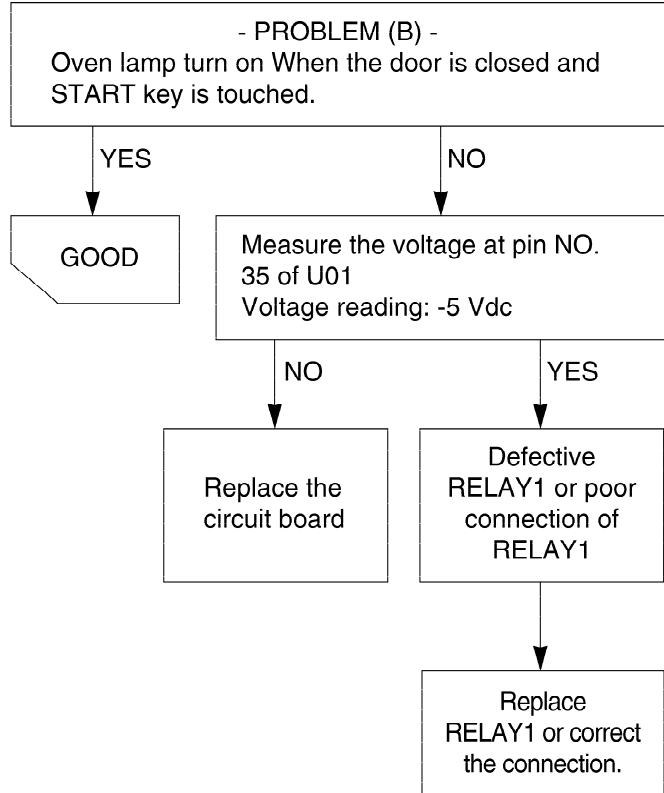 - PROBLEM (B) -
Oven lamp turn on When the door is closed and
START key is touched.
YES
NO
GOOD
Measure the voltage at pin NO.
35 of U01
Voltage reading: -5 Vdc
NO
YES
Replace the
circuit board
Defective
RELAY1 or poor
connection of
RELAY1
Replace
RELAY1 or correct
the connection.